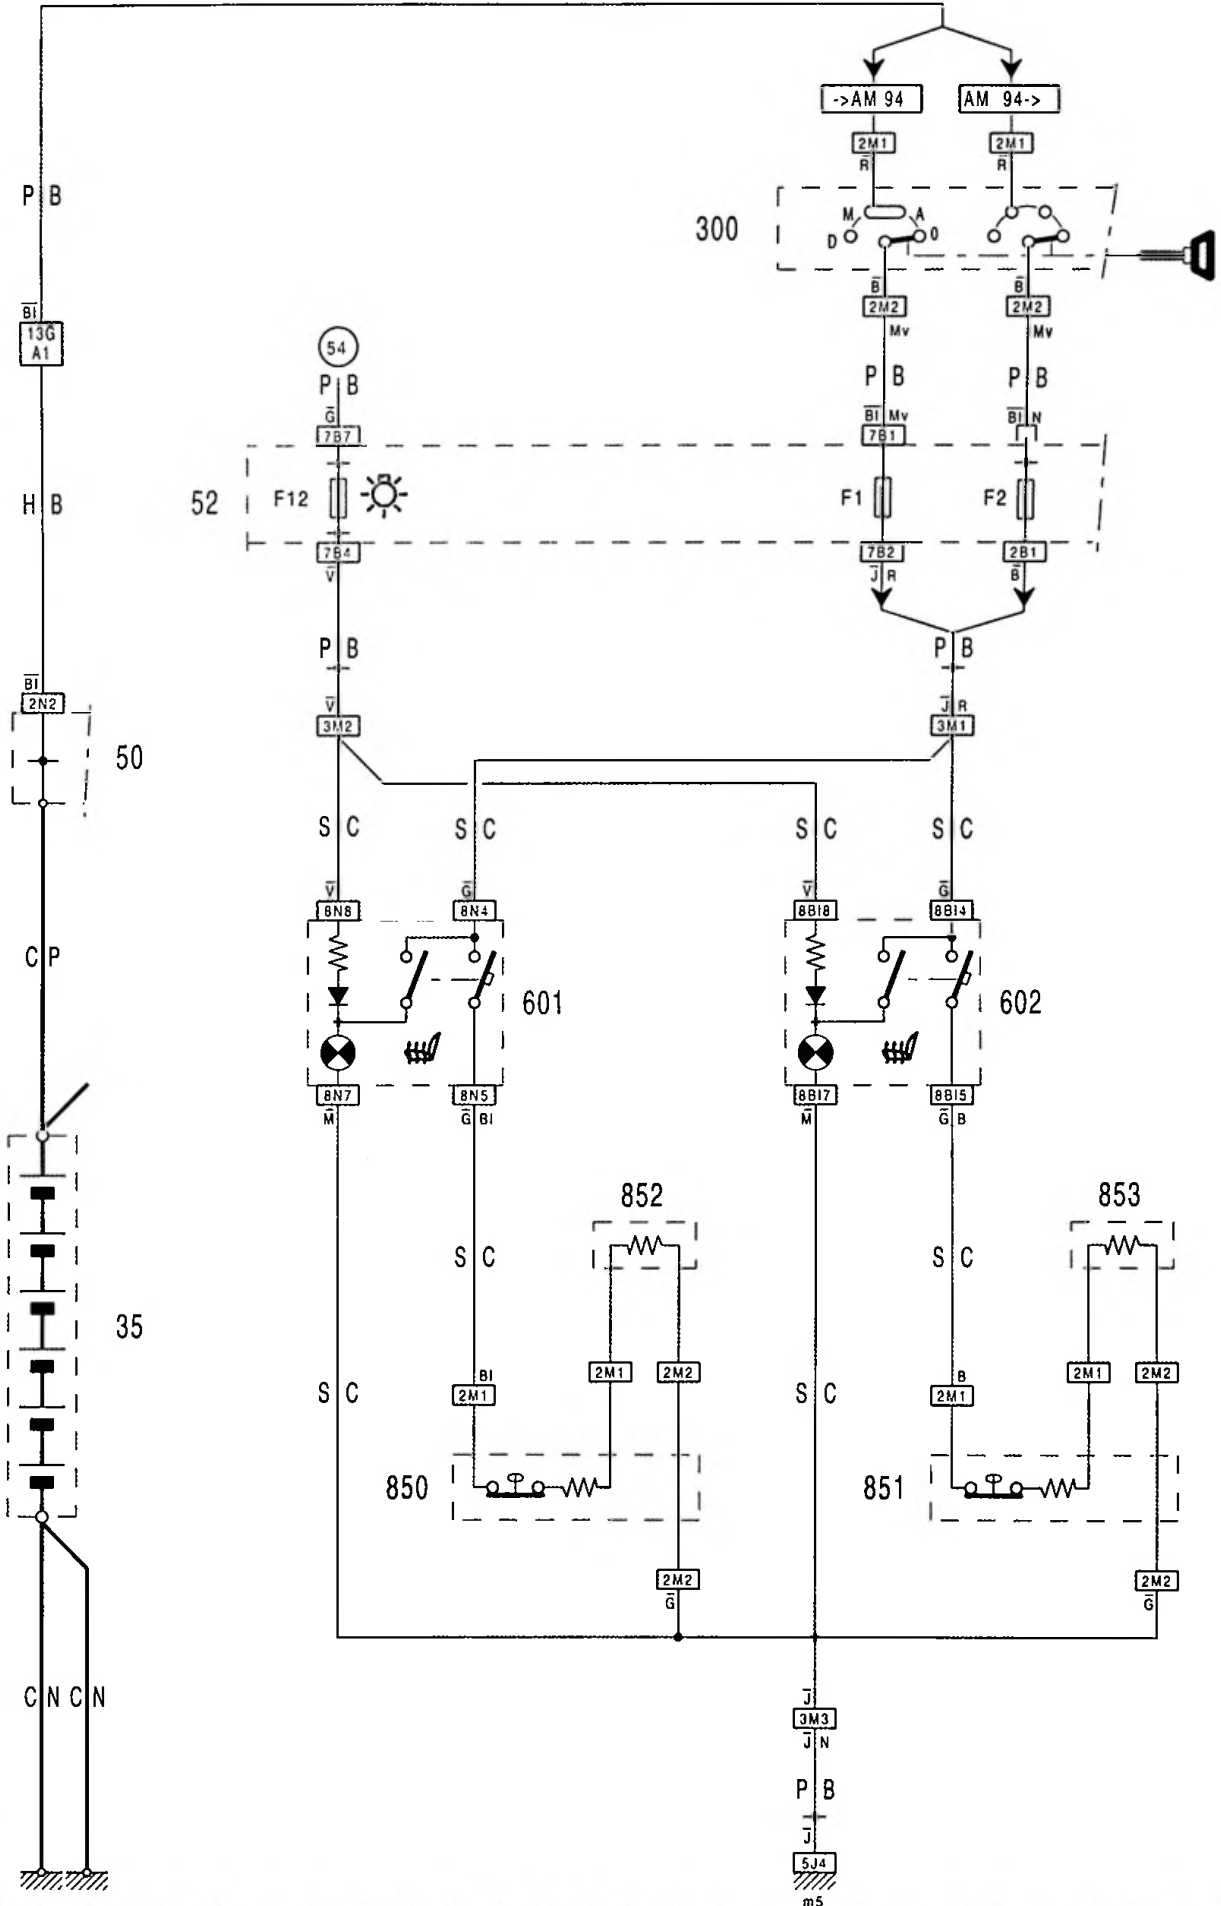 ->AM 94 AM 94->
2M1 2M1
R R
P B
300
M A
D O
B B
2M2 2M2
Mv Mv
BI
13G
A1
54
P B
P B P B
G
BI Mv BI N
7B7 7B1
H B
52 F12 F1 F2
7B4 7B2 2B1
V J R B
P B P B
BI
2N2
V J R
3M2 3M1
50
S C S C S C S C
V G V G
8N8 8N4 8BI8 8BI4
C P
601 602
8N7 8N5 8BI7 8BI5
M G BI M G B
852 853
S C S C
35
2M1 2M2 2M1 2M2
BI B
S C 2M1 S C 2M1
850 851
2M2 2M2
G G
C N C N
J
3M3
J N
P B
J
5J4
m5